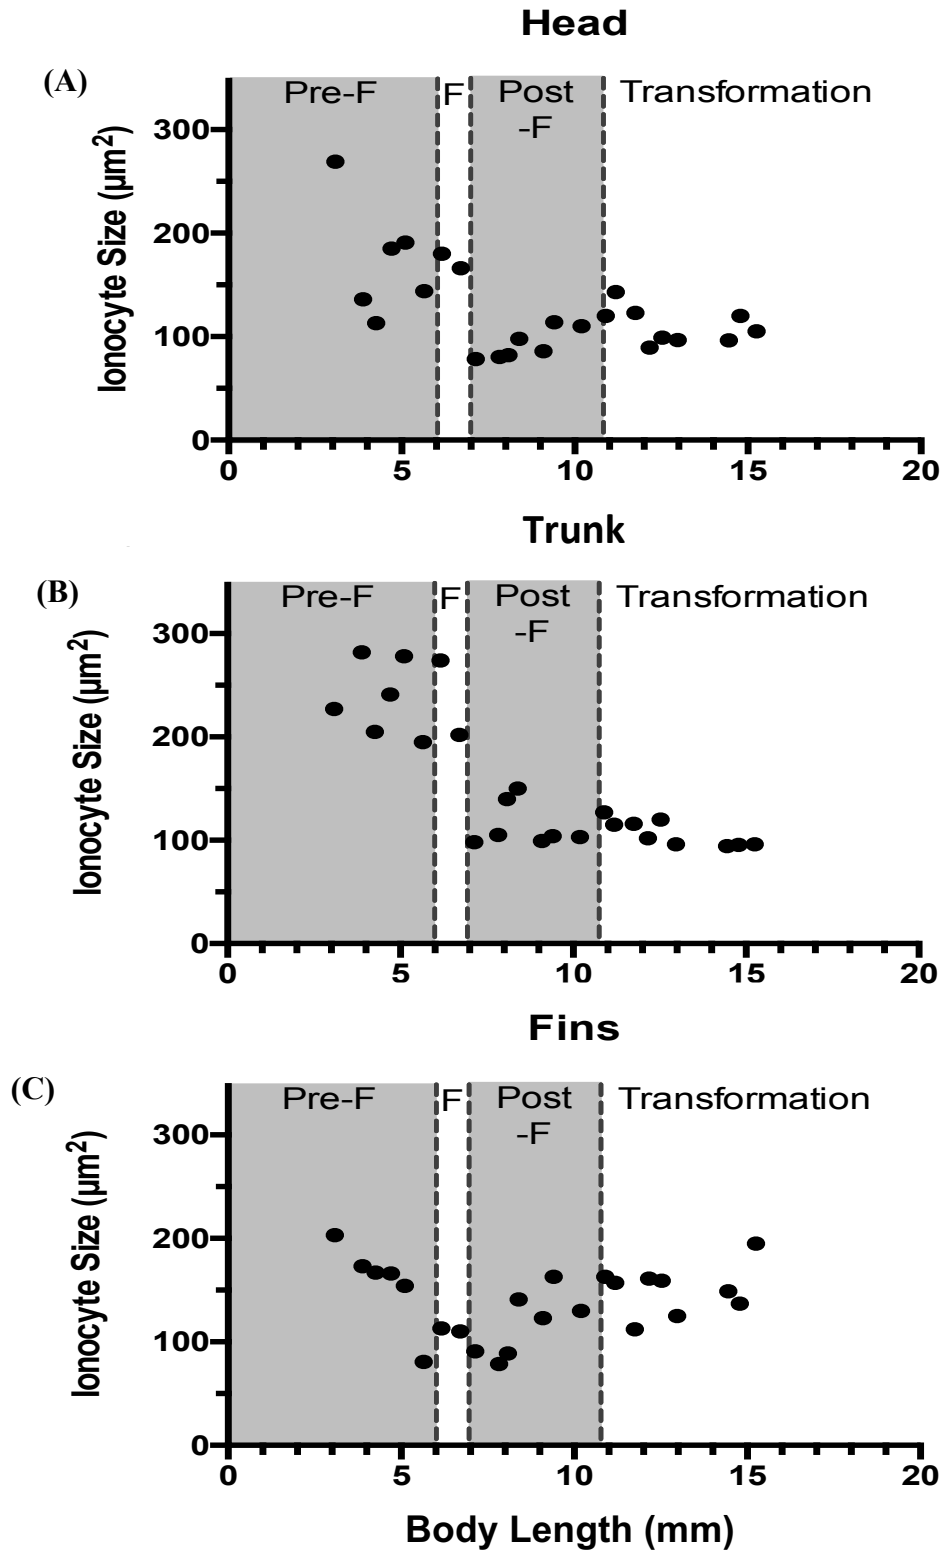 Head
(A)
Pre-F
F
Post
-F
Transformation
Ionocyte Size (µm²)
300
200
100
0
0
5
10
15
20
Trunk
(B)
Pre-F
F
Post
-F
Transformation
Ionocyte Size (µm²)
300
200
100
0
0
5
10
15
20
Fins
(C)
Pre-F
F
Post
-F
Transformation
Ionocyte Size (µm²)
300
200
100
0
0
5
10
15
20
Body Length (mm)